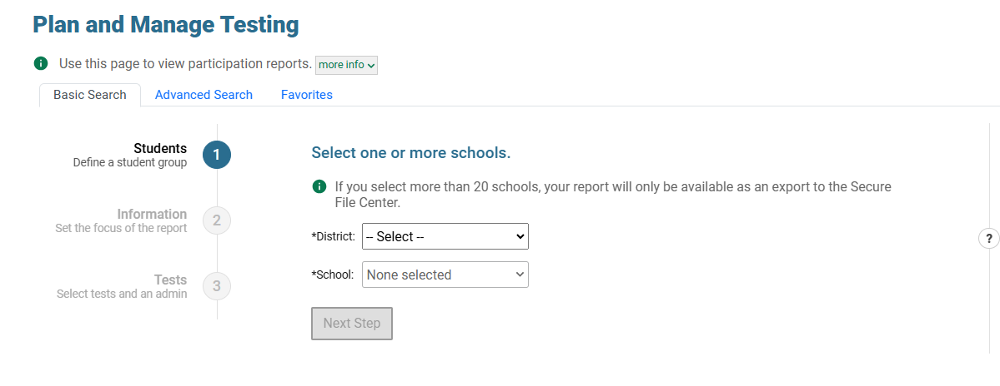 Plan and Manage Testing
i Use this page to view participation reports. more info
Basic Search Advanced Search Favorites
Students
Define a student group
1
Information
Set the focus of the report
2
Tests
Select tests and an admin
3
Select one or more schools.
i If you select more than 20 schools, your report will only be available as an export to the Secure
File Center.
*District: -- Select --
*School: None selected
Next Step
?